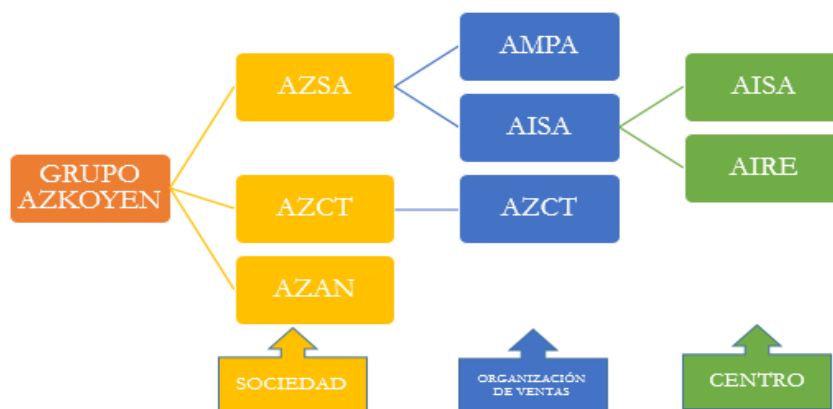 AMPA
AZSA
AISA
AISA
AIRE
GRUPO
AZKOYEN
AZCT
AZCT
AZAN
SOCIEDAD
ORGANIZACIÓN
DE VENTAS
CENTRO